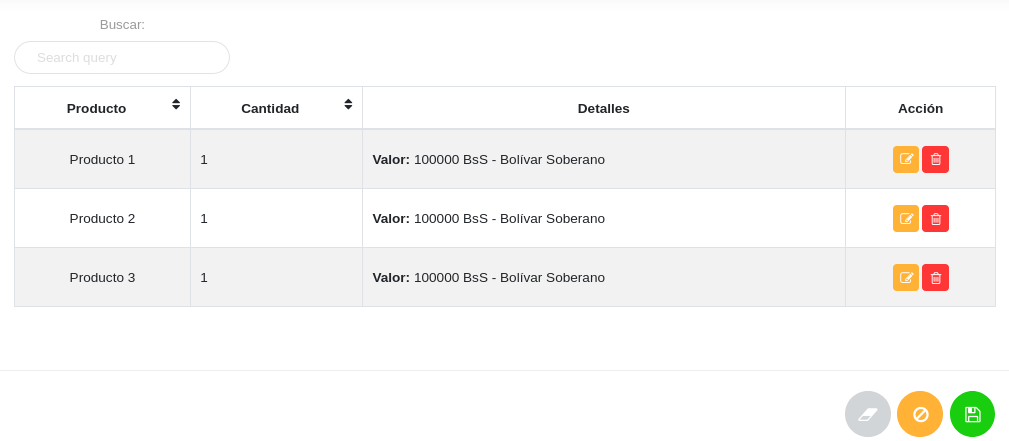 Buscar:
Search query
Producto Cantidad Detalles Acción
Producto 1 1 Valor: 100000 BsS - Bolívar Soberano
Producto 2 1 Valor: 100000 BsS - Bolívar Soberano
Producto 3 1 Valor: 100000 BsS - Bolívar Soberano